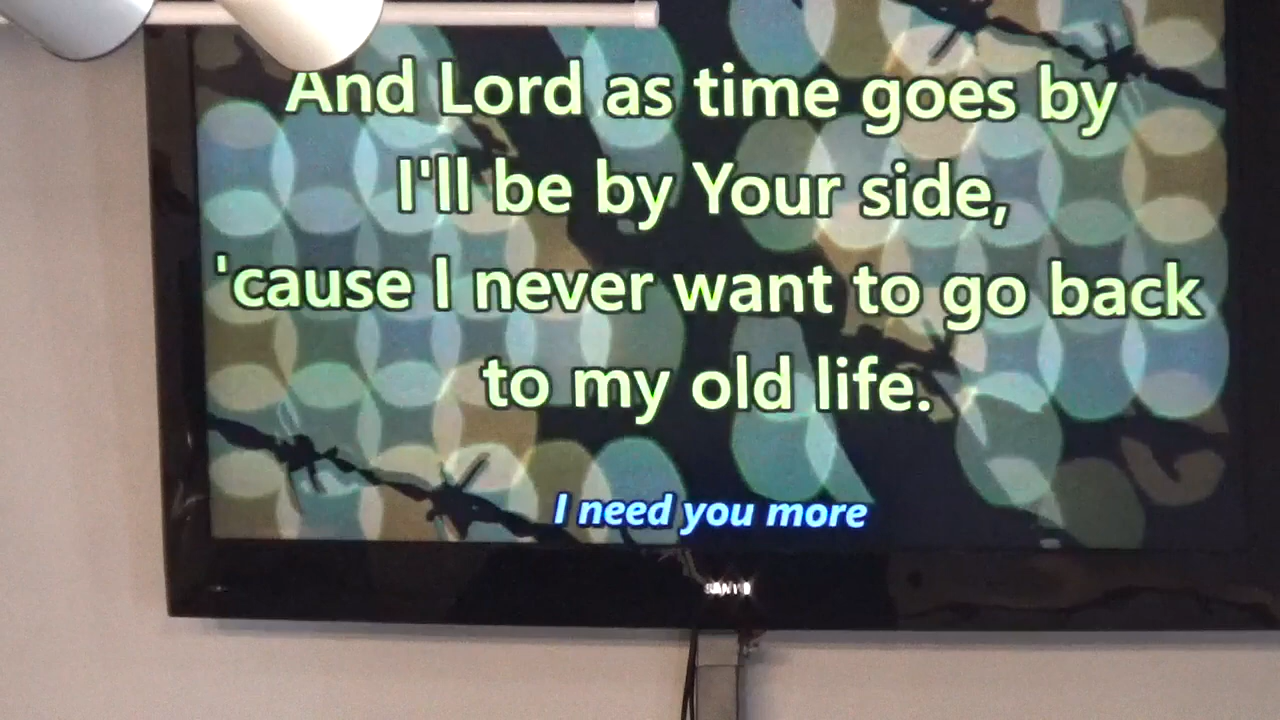 And Lord as time goes by
I'll be by Your side,
'cause I never want to go back
to my old life.
I need you more
SANYO